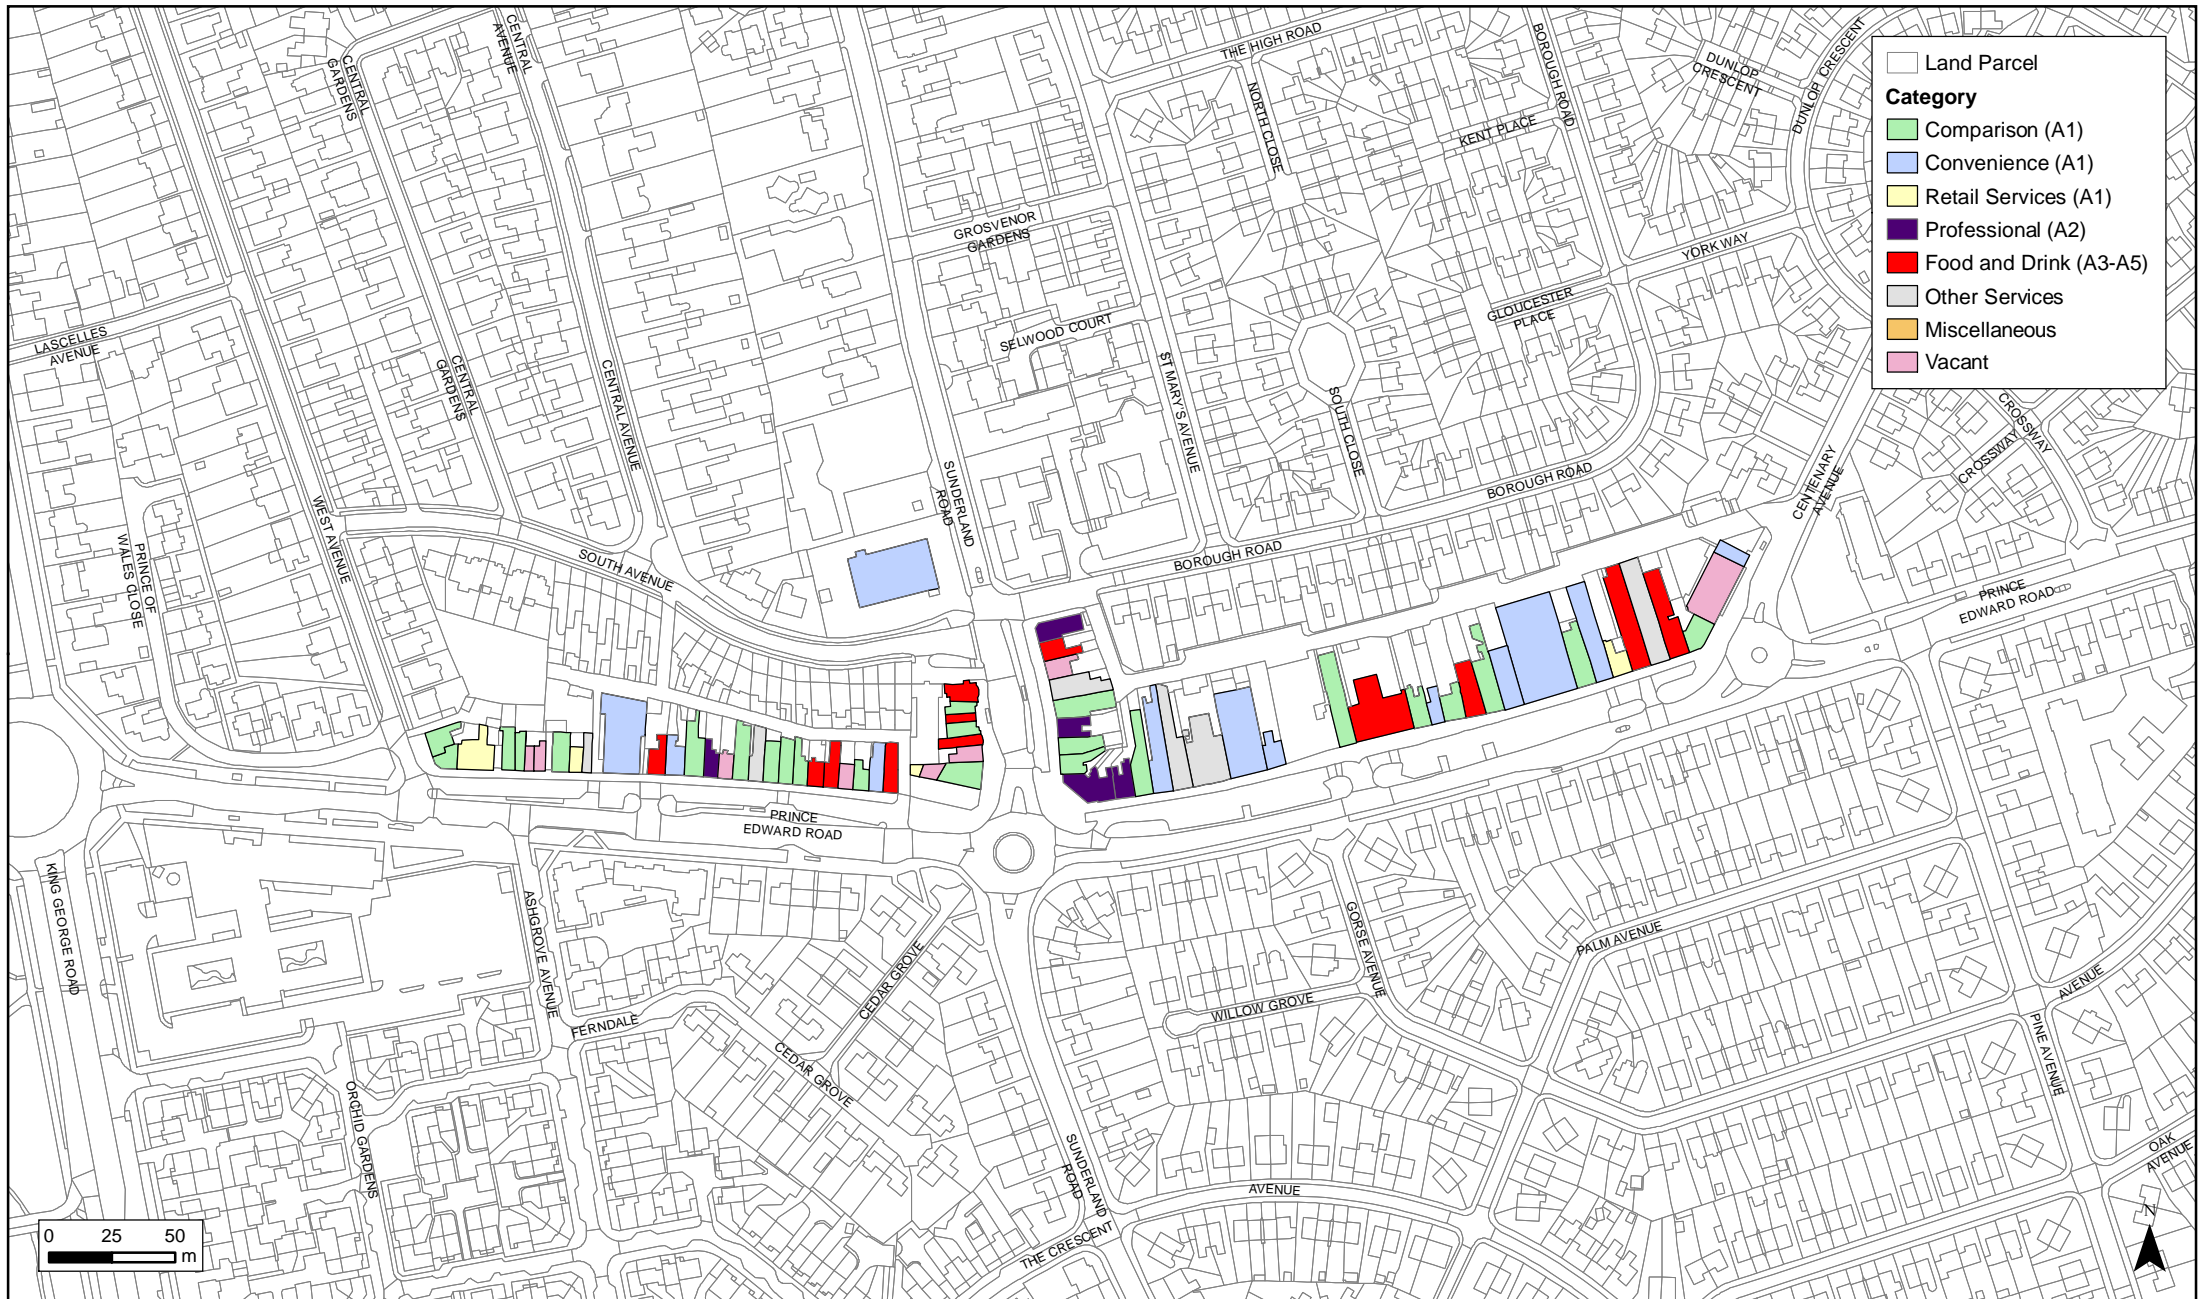 Land Parcel
Category
Comparison (A1)
Convenience (A1)
Retail Services (A1)
Professional (A2)
Food and Drink (A3-A5)
Other Services
Miscellaneous
Vacant
CENTRAL
GARDENS
CENTRAL
AVENUE
THE HIGH ROAD
NORTH CLOSE
BOROUGH ROAD
KENT PLACE
DUNLOP
CRESCENT
DUNLOP CRESCENT
GROSVENOR
GARDENS
YORK WAY
GLOUCESTER
PLACE
SELWOOD COURT
LASCELLES
AVENUE
CENTRAL
GARDENS
CENTRAL AVENUE
ST MARY'S AVENUE
SOUTH CLOSE
CROSSWAY
CROSSWAY
SUNDERLAND
ROAD
BOROUGH ROAD
CENTENARY
AVENUE
WEST AVENUE
PRINCE OF
WALES CLOSE
SOUTH AVENUE
BOROUGH ROAD
PRINCE
EDWARD ROAD
PRINCE
EDWARD ROAD
KING GEORGE ROAD
ASHGROVE AVENUE
CEDAR GROVE
GORSE AVENUE
PALM AVENUE
AVENUE
WILLOW GROVE
FERNDALE
CEDAR GROVE
PINE AVENUE
ORCHID GARDENS
SUNDERLAND
ROAD
AVENUE
THE CRESCENT
OAK
AVENUE
0 25 50
m
N